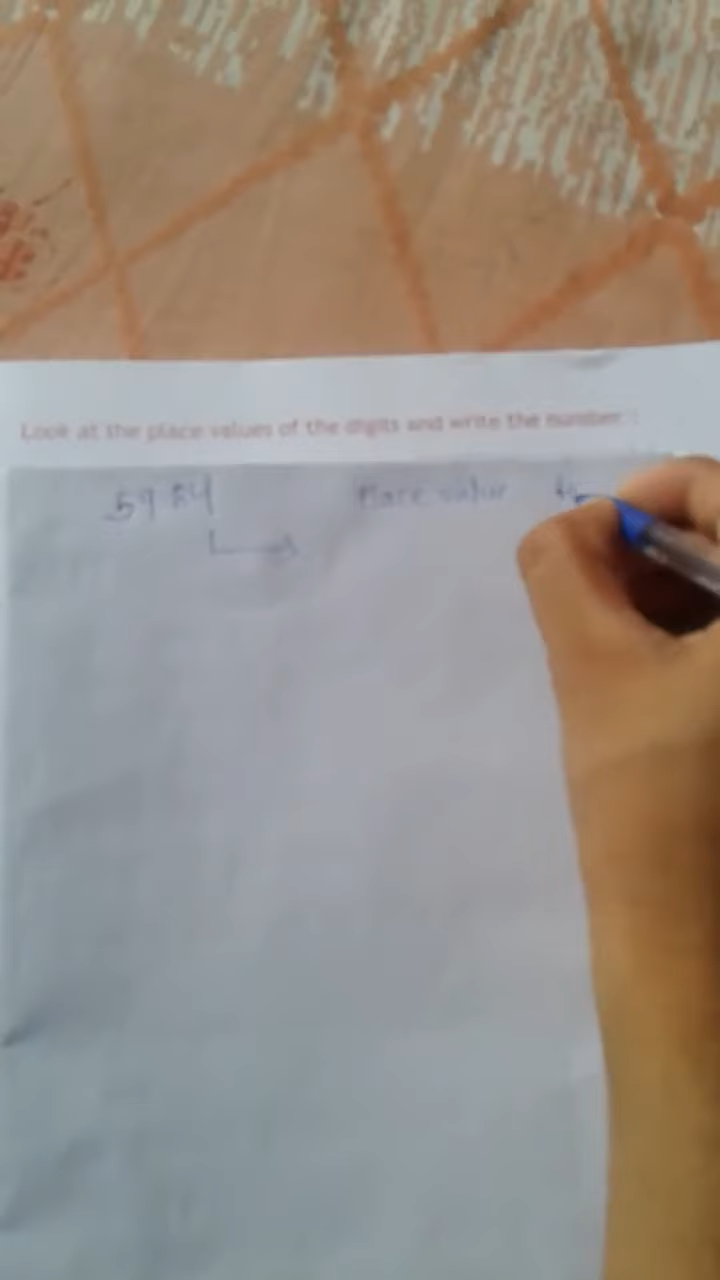 Look at the place values of the digits and write the number :
5984 Place value